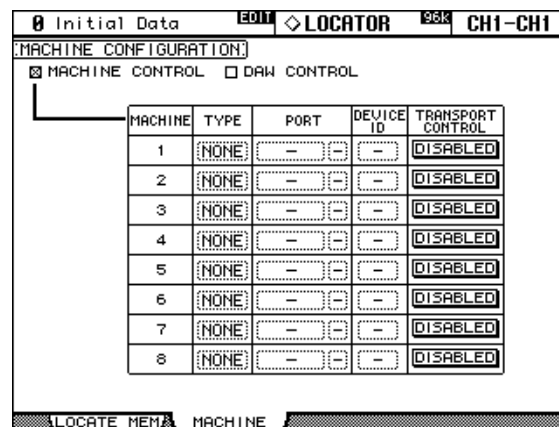 0 Initial Data EDIT ◇LOCATOR 96K CH1-CH1
MACHINE CONFIGURATION
☒ MACHINE CONTROL ☐ DAW CONTROL
MACHINE TYPE PORT DEVICE ID TRANSPORT CONTROL
1 NONE – – – DISABLED
2 NONE – – – DISABLED
3 NONE – – – DISABLED
4 NONE – – – DISABLED
5 NONE – – – DISABLED
6 NONE – – – DISABLED
7 NONE – – – DISABLED
8 NONE – – – DISABLED
LOCATE MEM MACHINE